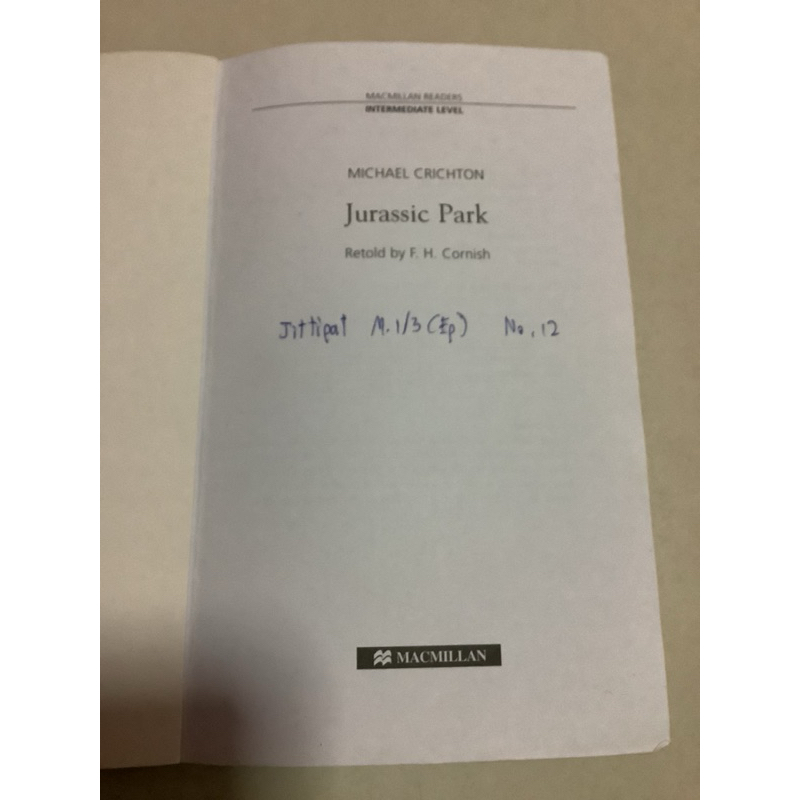 MACMILLAN READERS
INTERMEDIATE LEVEL
MICHAEL CRICHTON
Jurassic Park
Retold by F. H. Cornish
Jittipat M.1/3 (Ep) No. 12
MACMILLAN